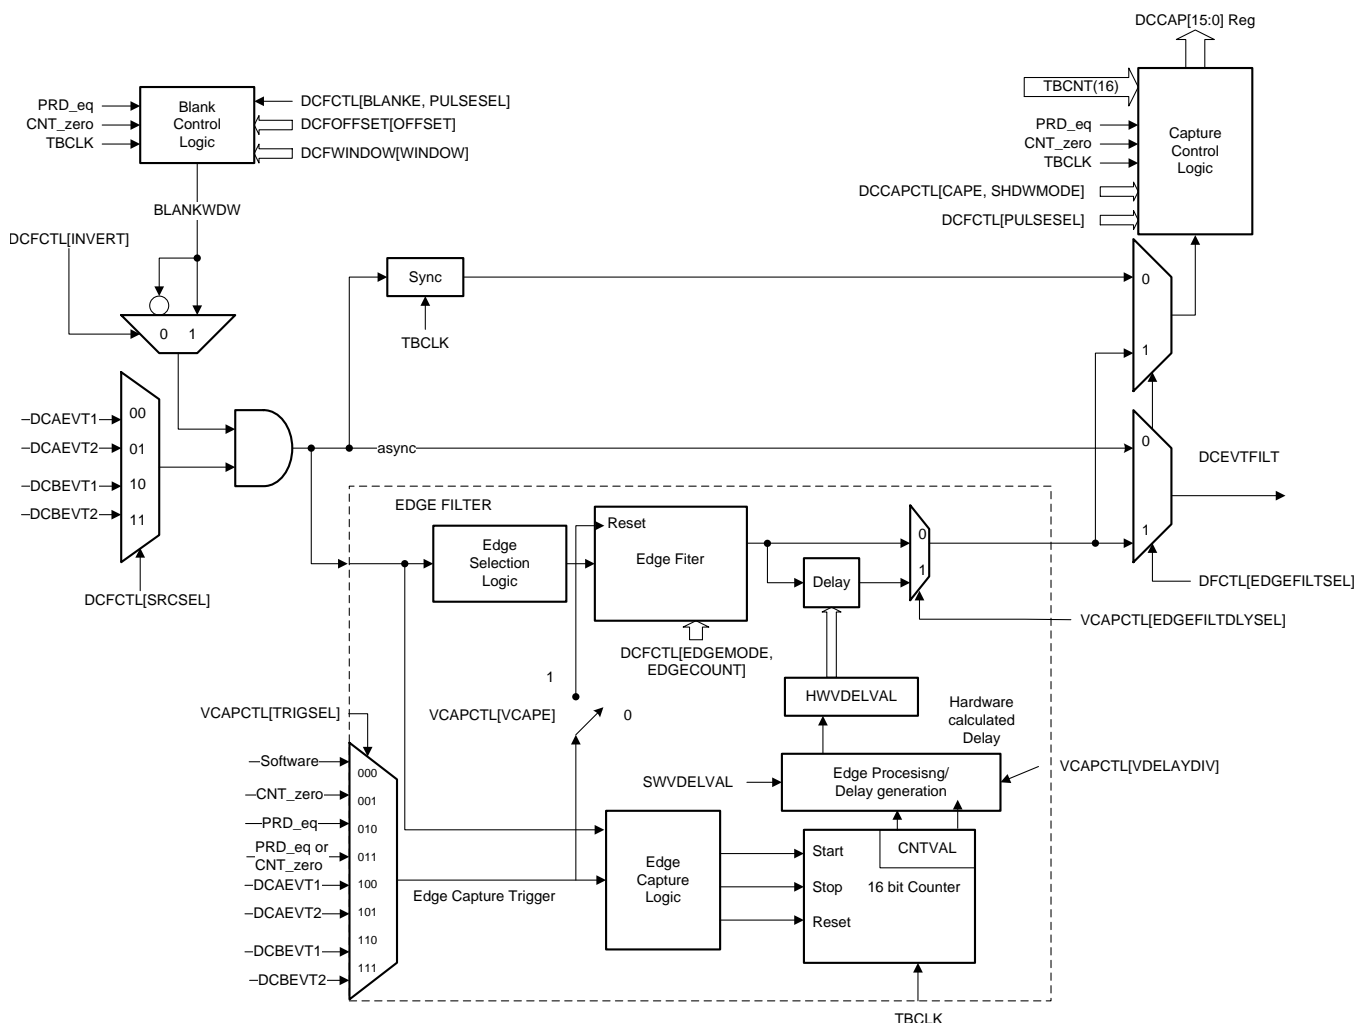 DCCAP[15:0] Reg
TBCNT(16)
PRD_eq
CNT_zero
TBCLK
Capture
Control
Logic
DCCAPCTL[CAPE, SHDWMODE]
DCFCTL[PULSESEL]
PRD_eq
CNT_zero
TBCLK
Blank
Control
Logic
DCFCTL[BLANKE, PULSESEL]
DCFOFFSET[OFFSET]
DCFWINDOW[WINDOW]
BLANKWDW
DCFCTL[INVERT]
0 1
Sync
TBCLK
0
1
DCAEVT1
DCAEVT2
DCBEVT1
DCBEVT2
00
01
10
11
DCFCTL[SRCSEL]
async
0
1
DCEVTFILT
DFCTL[EDGEFILTSEL]
EDGE FILTER
Edge
Selection
Logic
Reset
Edge Fiter
DCFCTL[EDGEMODE,
EDGECOUNT]
Delay
0
1
VCAPCTL[EDGEFILTDLYSEL]
HWVDELVAL
Hardware
calculated
Delay
1
VCAPCTL[VCAPE]
0
VCAPCTL[TRIGSEL]
SWVDELVAL
Edge Procesisng/
Delay generation
VCAPCTL[VDELAYDIV]
Software
CNT_zero
PRD_eq
PRD_eq or
CNT_zero
DCAEVT1
DCAEVT2
DCBEVT1
DCBEVT2
000
001
010
011
100
101
110
111
Edge Capture Trigger
Edge
Capture
Logic
Start
Stop
Reset
CNTVAL
16 bit Counter
TBCLK